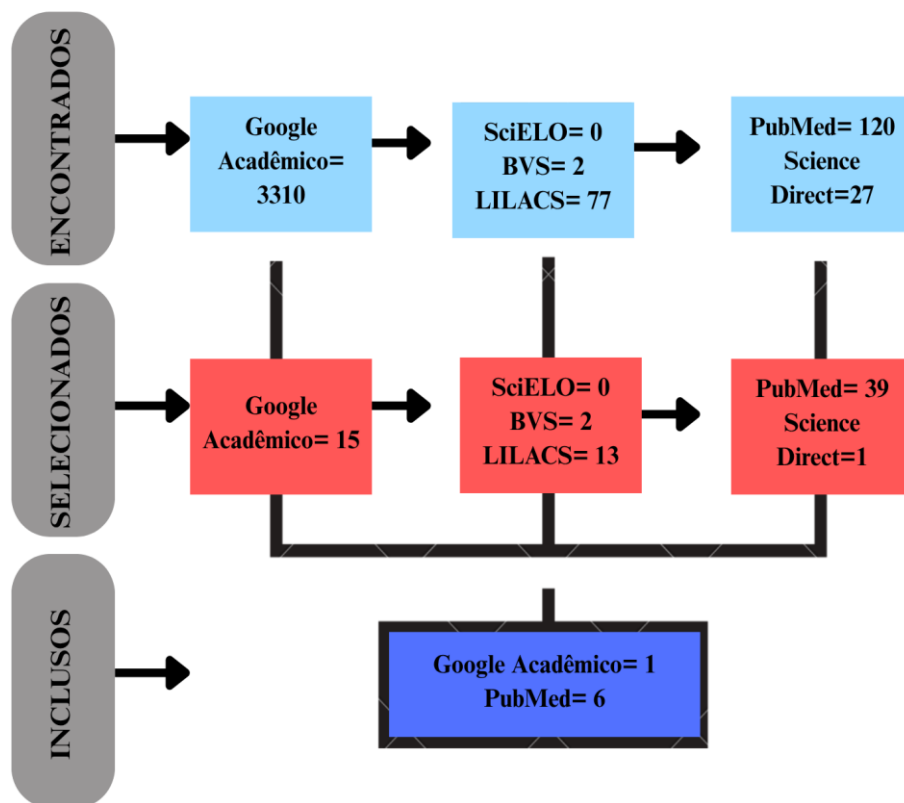 ENCONTRADOS
Google
Acadêmico=
3310
SciELO= 0
BVS= 2
LILACS= 77
PubMed= 120
Science
Direct=27
SELECIONADOS
Google
Acadêmico= 15
SciELO= 0
BVS= 2
LILACS= 13
PubMed= 39
Science
Direct=1
INCLUSOS
Google Acadêmico= 1
PubMed= 6